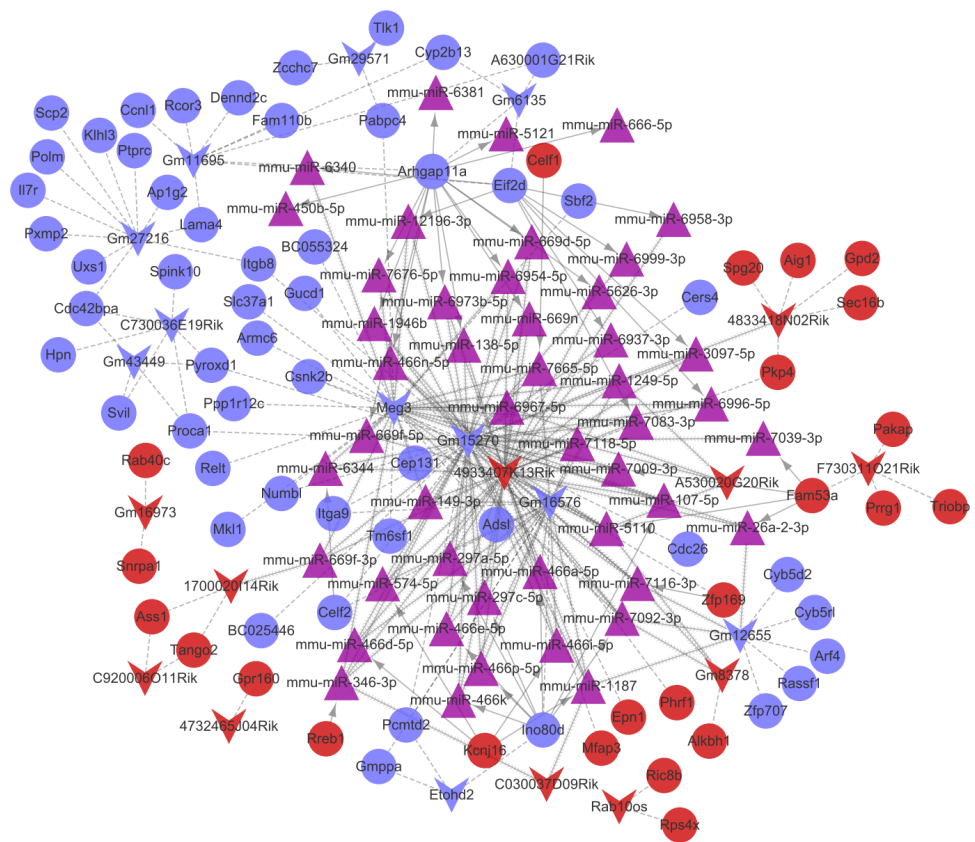 Tlk1
Cyp2b13
Gm29571
A630001G21Rik
Zcchc7
Dennd2c
Rcor3
Ccnl1
Scp2
mmu-miR-6381
Gm6135
Fam110b
Pabpc4
mmu-miR-666-5p
mmu-miR-5121
Klhl3
Ptprc
Polm
Gm11695
mmu-miR-6340
Celf1
Arhgap11a
Il7r
Ap1g2
Eif2d
Sbf2
Pxmp2
mmu-miR-450b-5p
mmu-miR-12196-3p
mmu-miR-6958-3p
Lama4
Gm27216
BC055324
mmu-miR-669d-5p
mmu-miR-6999-3p
Uxs1
Spink10
Itgb8
mmu-miR-7676-5p
mmu-miR-6954-5p
Spg20
Aig1
Gpd2
Cdc42bpa
Slc37a1
Gucd1
mmu-miR-6973b-5p
mmu-miR-5626-3p
Cers4
Sec16b
C730036E19Rik
mmu-miR-1946b
mmu-miR-669n
4833418N02Rik
Armc6
mmu-miR-138-5p
mmu-miR-6937-3p
Hpn
Gm43449
Pyroxd1
mmu-miR-466n-5p
mmu-miR-7665-5p
mmu-miR-3097-5p
Csnk2b
mmu-miR-1249-5p
Pkp4
Svil
Ppp1r12c
Meg3
mmu-miR-6967-5p
mmu-miR-6996-5p
Proca1
mmu-miR-7083-3p
Pakap
mmu-miR-669f-5p
Gm15270
mmu-miR-7118-5p
mmu-miR-7039-3p
Rab40c
Relt
mmu-miR-6344
Cep131
4933407K13Rik
mmu-miR-7009-3p
A530020G20Rik
F730311O21Rik
Numbl
Fam53a
Gm16973
mmu-miR-149-3p
Gm16576
mmu-miR-107-5p
Prrg1
Triobp
Mkl1
Itga9
Adsl
mmu-miR-5110
mmu-miR-26a-2-3p
Tm6sf1
Cdc26
Snrpa1
mmu-miR-669f-3p
mmu-miR-297a-5p
1700020I14Rik
mmu-miR-574-5p
mmu-miR-466a-5p
mmu-miR-7116-3p
Cyb5d2
mmu-miR-297c-5p
Zfp169
Ass1
Celf2
mmu-miR-7092-3p
Cyb5rl
BC025446
mmu-miR-466e-5p
Gm12655
Tango2
mmu-miR-466d-5p
mmu-miR-466i-5p
Arf4
mmu-miR-466p-5p
Gm8378
Rassf1
C920006O11Rik
Gpr160
mmu-miR-346-3p
mmu-miR-1187
mmu-miR-466k
Phrf1
Zfp707
4732465J04Rik
Rreb1
Pcmtd2
Ino80d
Epn1
Alkbh1
Kcnj16
Mfap3
Gmppa
Ric8b
C030037D09Rik
Etohd2
Rab10os
Rps4x